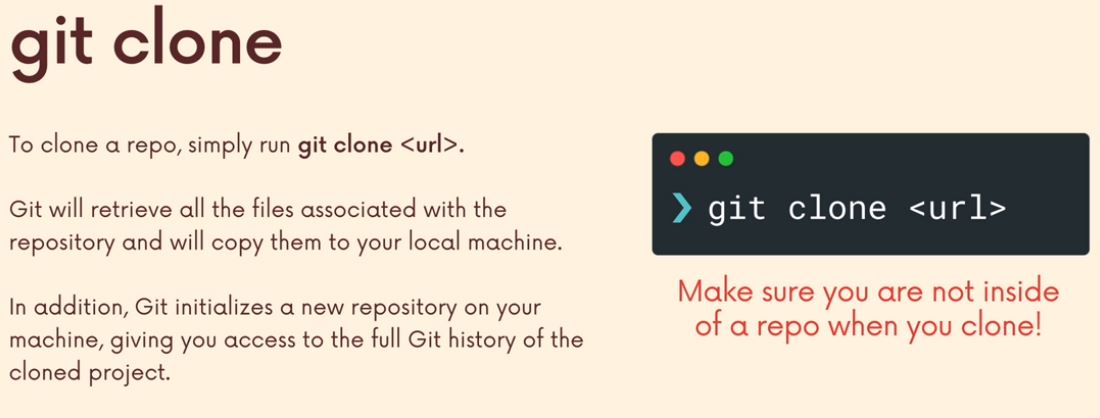 git clone
To clone a repo, simply run git clone <url>.
Git will retrieve all the files associated with the
repository and will copy them to your local machine.
In addition, Git initializes a new repository on your
machine, giving you access to the full Git history of the
cloned project.
❯ git clone <url>
Make sure you are not inside
of a repo when you clone!